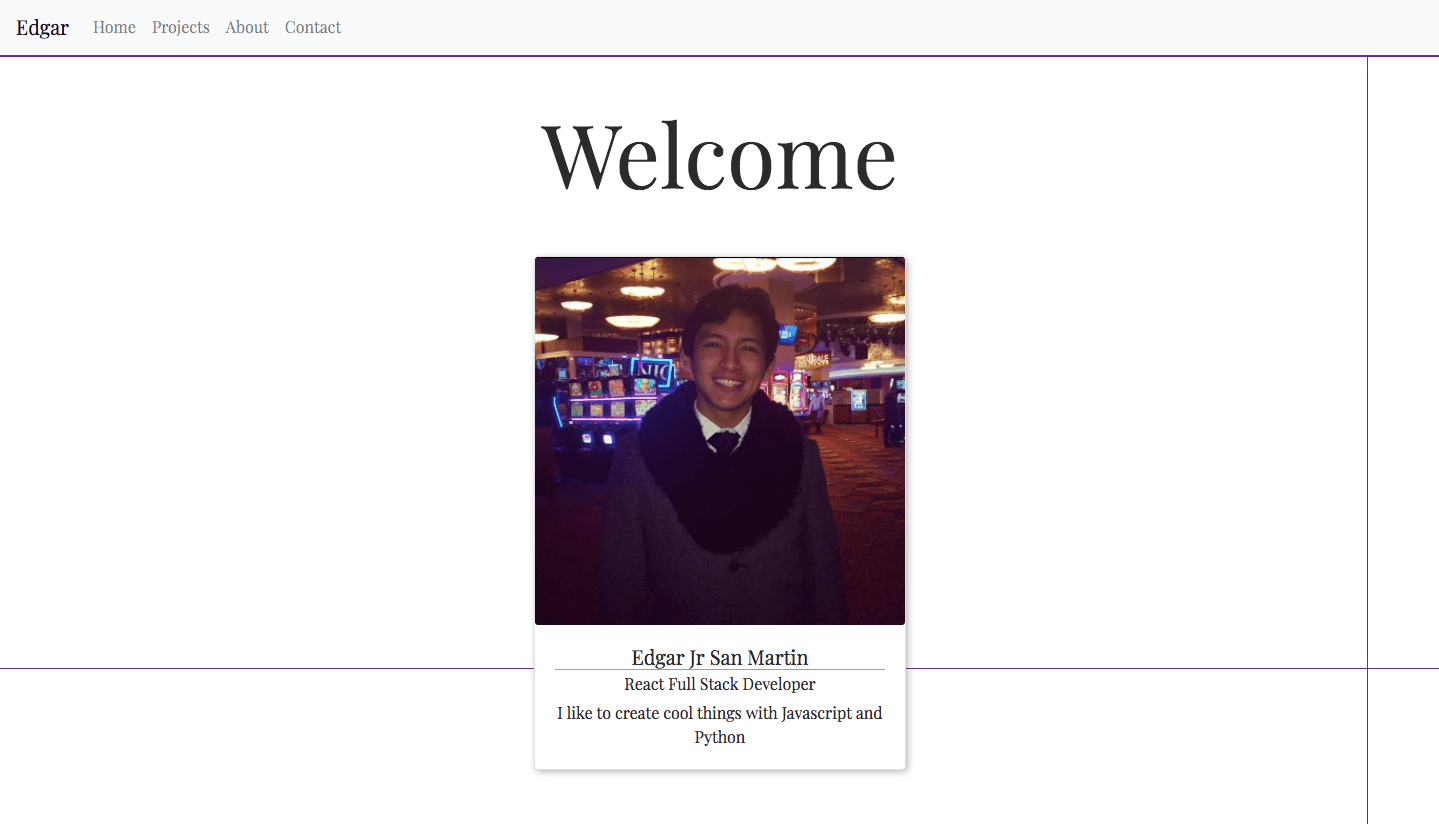 Edgar Home Projects About Contact
Welcome
Edgar Jr San Martin
React Full Stack Developer
I like to create cool things with Javascript and
Python